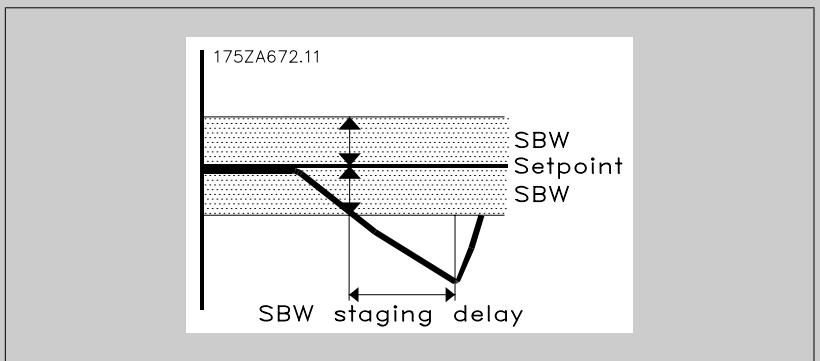 175ZA672.11
SBW
Setpoint
SBW
SBW staging delay